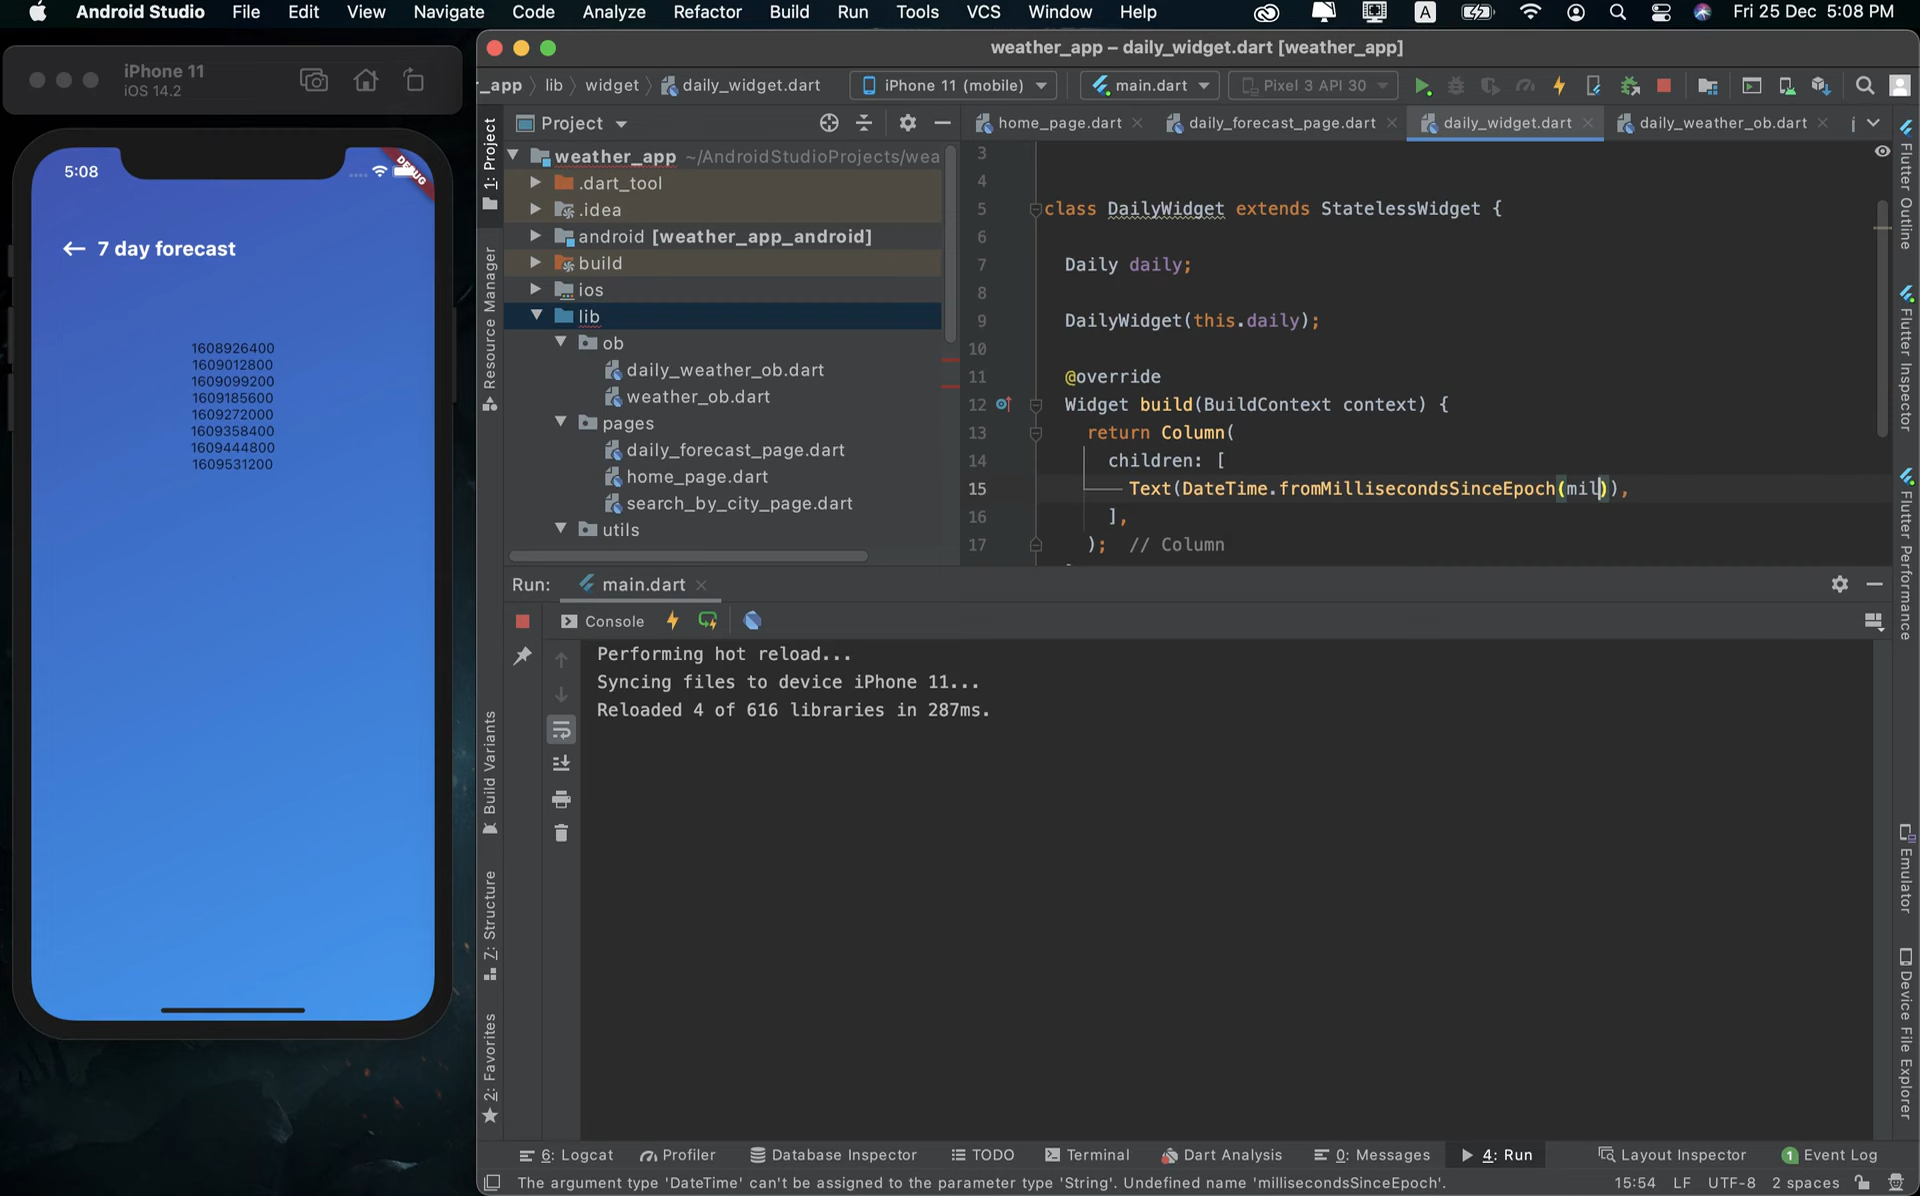 Android Studio File Edit View Navigate Code Analyze Refactor Build Run Tools VCS Window Help A Fri 25 Dec 5:08 PM
iPhone 11
iOS 14.2
5:08
DEBUG
7 day forecast
1608926400
1609012800
1609099200
1609185600
1609272000
1609358400
1609444800
1609531200
weather_app – daily_widget.dart [weather_app]
r_app lib widget daily_widget.dart iPhone 11 (mobile) main.dart Pixel 3 API 30
Project
home_page.dart daily_forecast_page.dart daily_widget.dart daily_weather_ob.dart
weather_app ~/AndroidStudioProjects/wea
.dart_tool
.idea
android [weather_app_android]
build
ios
lib
ob
daily_weather_ob.dart
weather_ob.dart
pages
daily_forecast_page.dart
home_page.dart
search_by_city_page.dart
utils
3
4
5 class DailyWidget extends StatelessWidget {
6
7 Daily daily;
8
9 DailyWidget(this.daily);
10
11 @override
12 Widget build(BuildContext context) {
13 return Column(
14 children: [
15 Text(DateTime.fromMillisecondsSinceEpoch(mil)),
16 ],
17 ); // Column
1: Project
Resource Manager
Build Variants
7: Structure
2: Favorites
Flutter Outline
Flutter Inspector
Flutter Performance
Emulator
Device File Explorer
Run: main.dart
Console
Performing hot reload...
Syncing files to device iPhone 11...
Reloaded 4 of 616 libraries in 287ms.
6: Logcat Profiler Database Inspector TODO Terminal Dart Analysis 0: Messages 4: Run Layout Inspector 1 Event Log
The argument type 'DateTime' can't be assigned to the parameter type 'String'. Undefined name 'millisecondsSinceEpoch'. 15:54 LF UTF-8 2 spaces